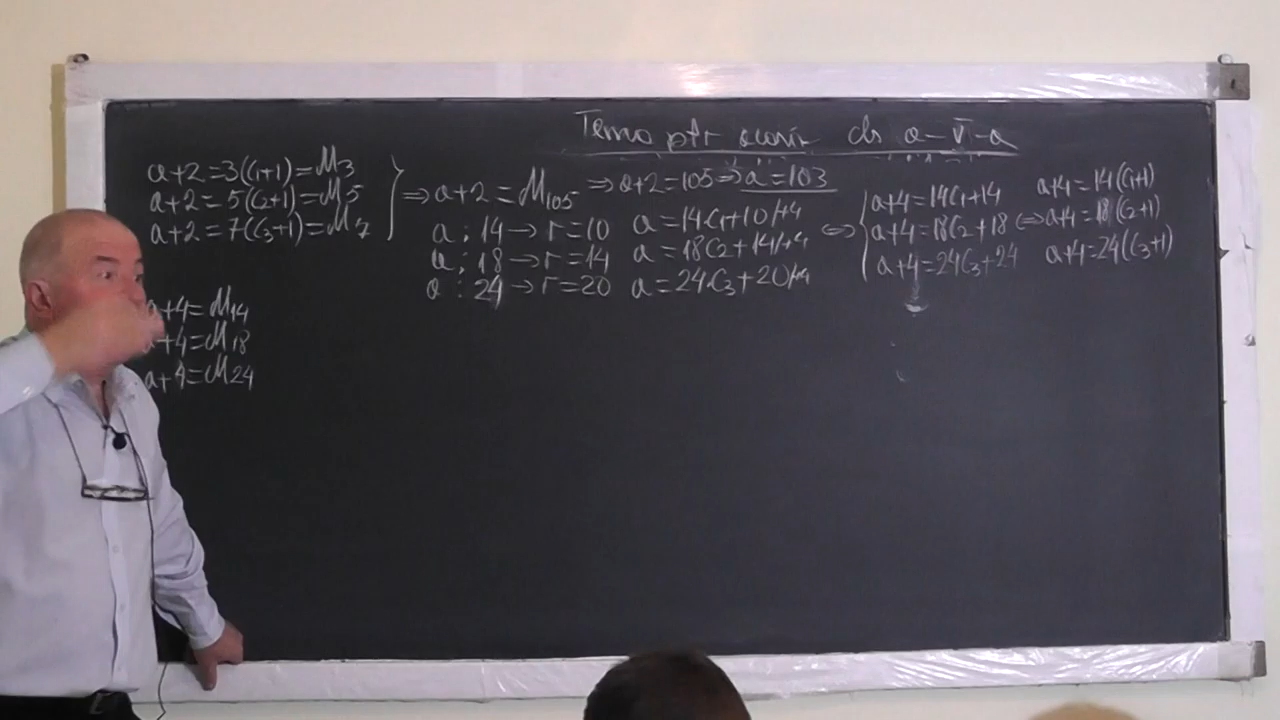 Tema ptr acasă cls a-V-a
a+2=3(c₁+1)=M3
a+2=5(c₂+1)=M5
a+2=7(c₃+1)=M7
⇒a+2=M105 ⇒a+2=105⇒a=103
a:14→r=10 a=14c₁+10/+4
a:18→r=14 a=18c₂+14/+4
a:24→r=20 a=24c₃+20/+4
⇔ a+4=14c₁+14 a+4=14(c₁+1)
a+4=18c₂+18 ⇔a+4=18(c₂+1)
a+4=24c₃+24 a+4=24(c₃+1)
a+4=M14
a+4=M18
a+4=M24